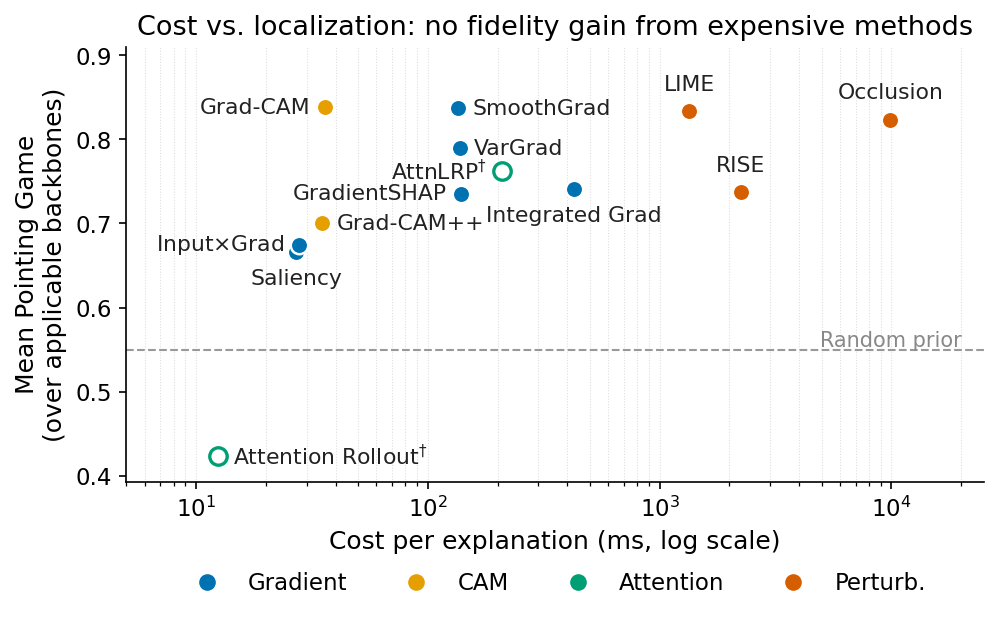 Cost vs. localization: no fidelity gain from expensive methods
Mean Pointing Game
(over applicable backbones)
0.9
0.8
0.7
0.6
0.5
0.4
LIME
Occlusion
Grad-CAM
SmoothGrad
VarGrad
AttnLRP†
RISE
GradientSHAP
Integrated Grad
Grad-CAM++
Input×Grad
Saliency
Random prior
Attention Rollout†
10¹
10²
10³
10⁴
Cost per explanation (ms, log scale)
Gradient
CAM
Attention
Perturb.